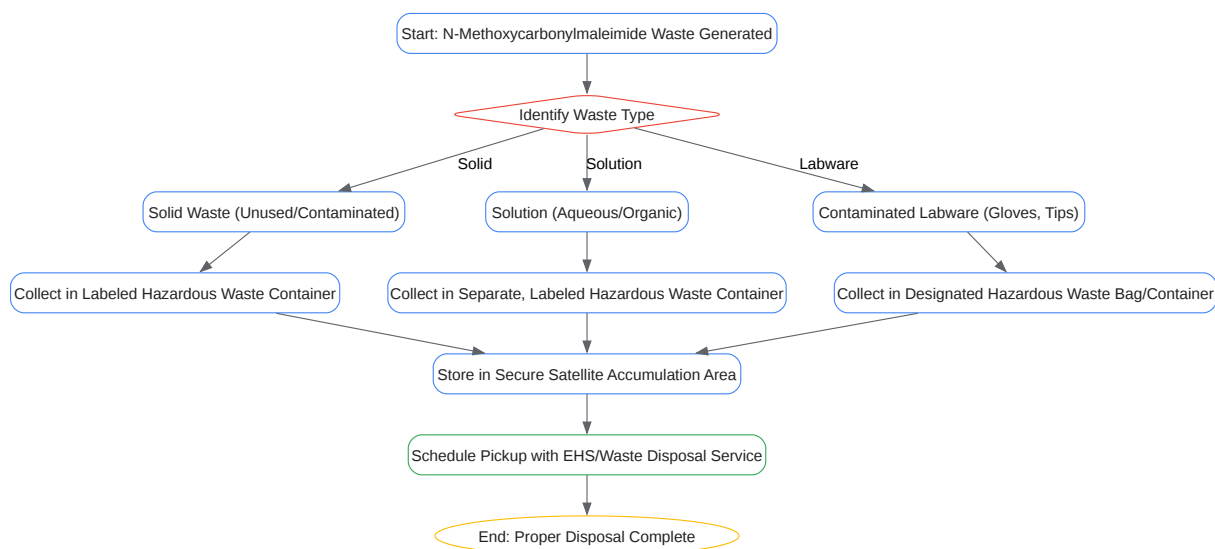 Start: N-Methoxycarbonylmaleimide Waste Generated
Identify Waste Type
Solid
Solution
Labware
Solid Waste (Unused/Contaminated)
Solution (Aqueous/Organic)
Contaminated Labware (Gloves, Tips)
Collect in Labeled Hazardous Waste Container
Collect in Separate, Labeled Hazardous Waste Container
Collect in Designated Hazardous Waste Bag/Container
Store in Secure Satellite Accumulation Area
Schedule Pickup with EHS/Waste Disposal Service
End: Proper Disposal Complete